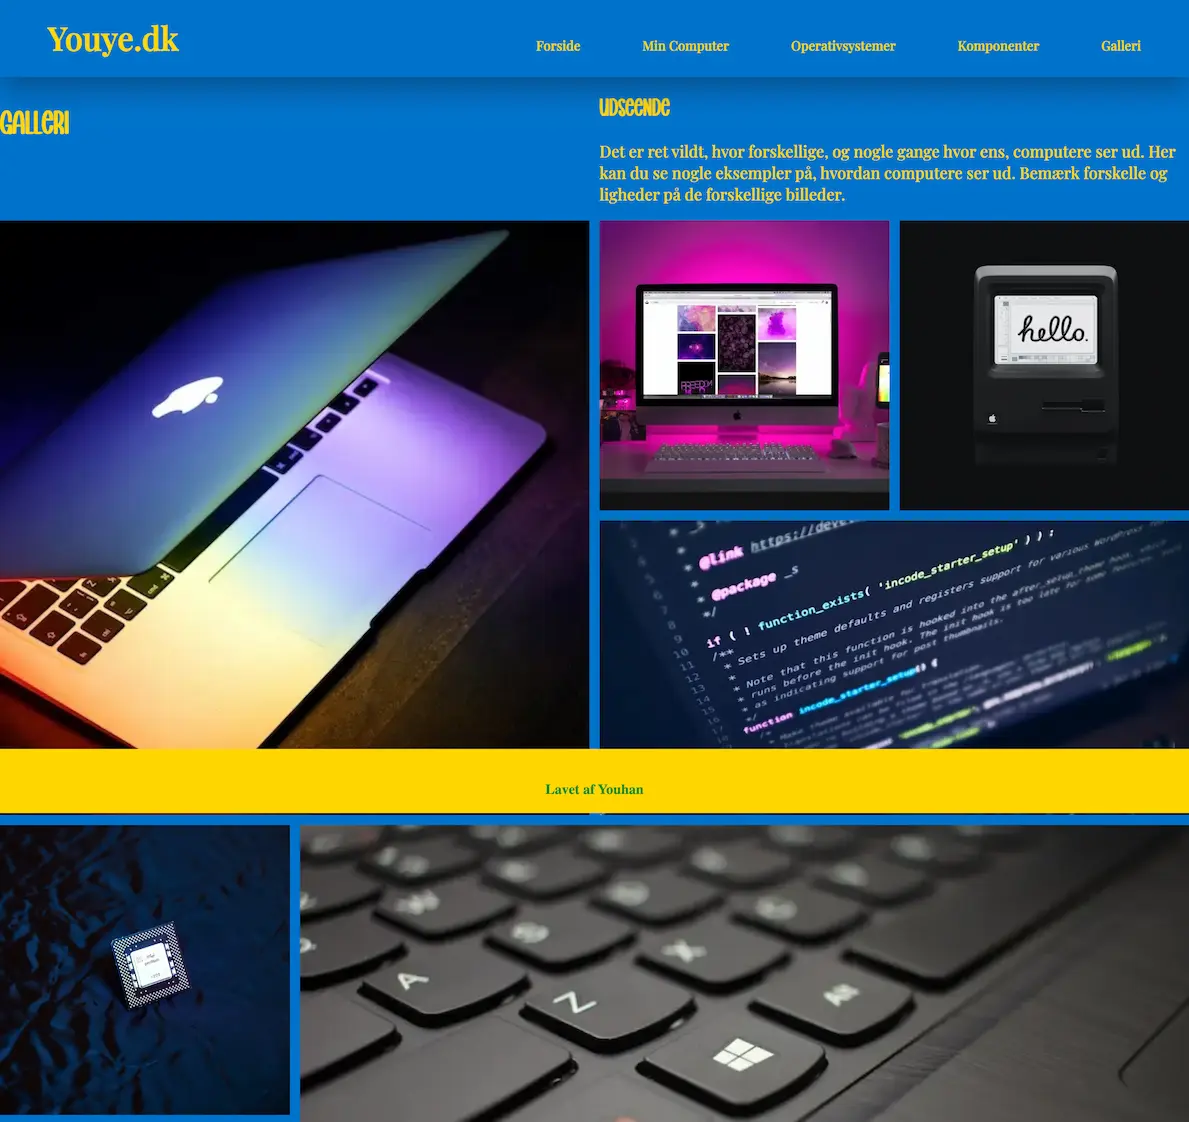 Youye.dk
Forside
Min Computer
Operativsystemer
Komponenter
Galleri
Galleri
Udseende
Det er ret vildt, hvor forskellige, og nogle gange hvor ens, computere ser ud. Her
kan du se nogle eksempler på, hvordan computere ser ud. Bemærk forskelle og
ligheder på de forskellige billeder.
hello.
FREEDOM
* @link https://deve
* @package _s
*/
if ( ! function_exists( 'incode_starter_setup' ) ) :
/**
* Sets up theme defaults and registers support for various WordPress
*
* Note that this function is hooked into the after_setup_theme hook, which
* runs before the init hook. The init hook is too late for some features,
* as indicating support for post thumbnails.
*/
function incode_starter_setup() {
Lavet af Youhan
A
Z
X
Alt